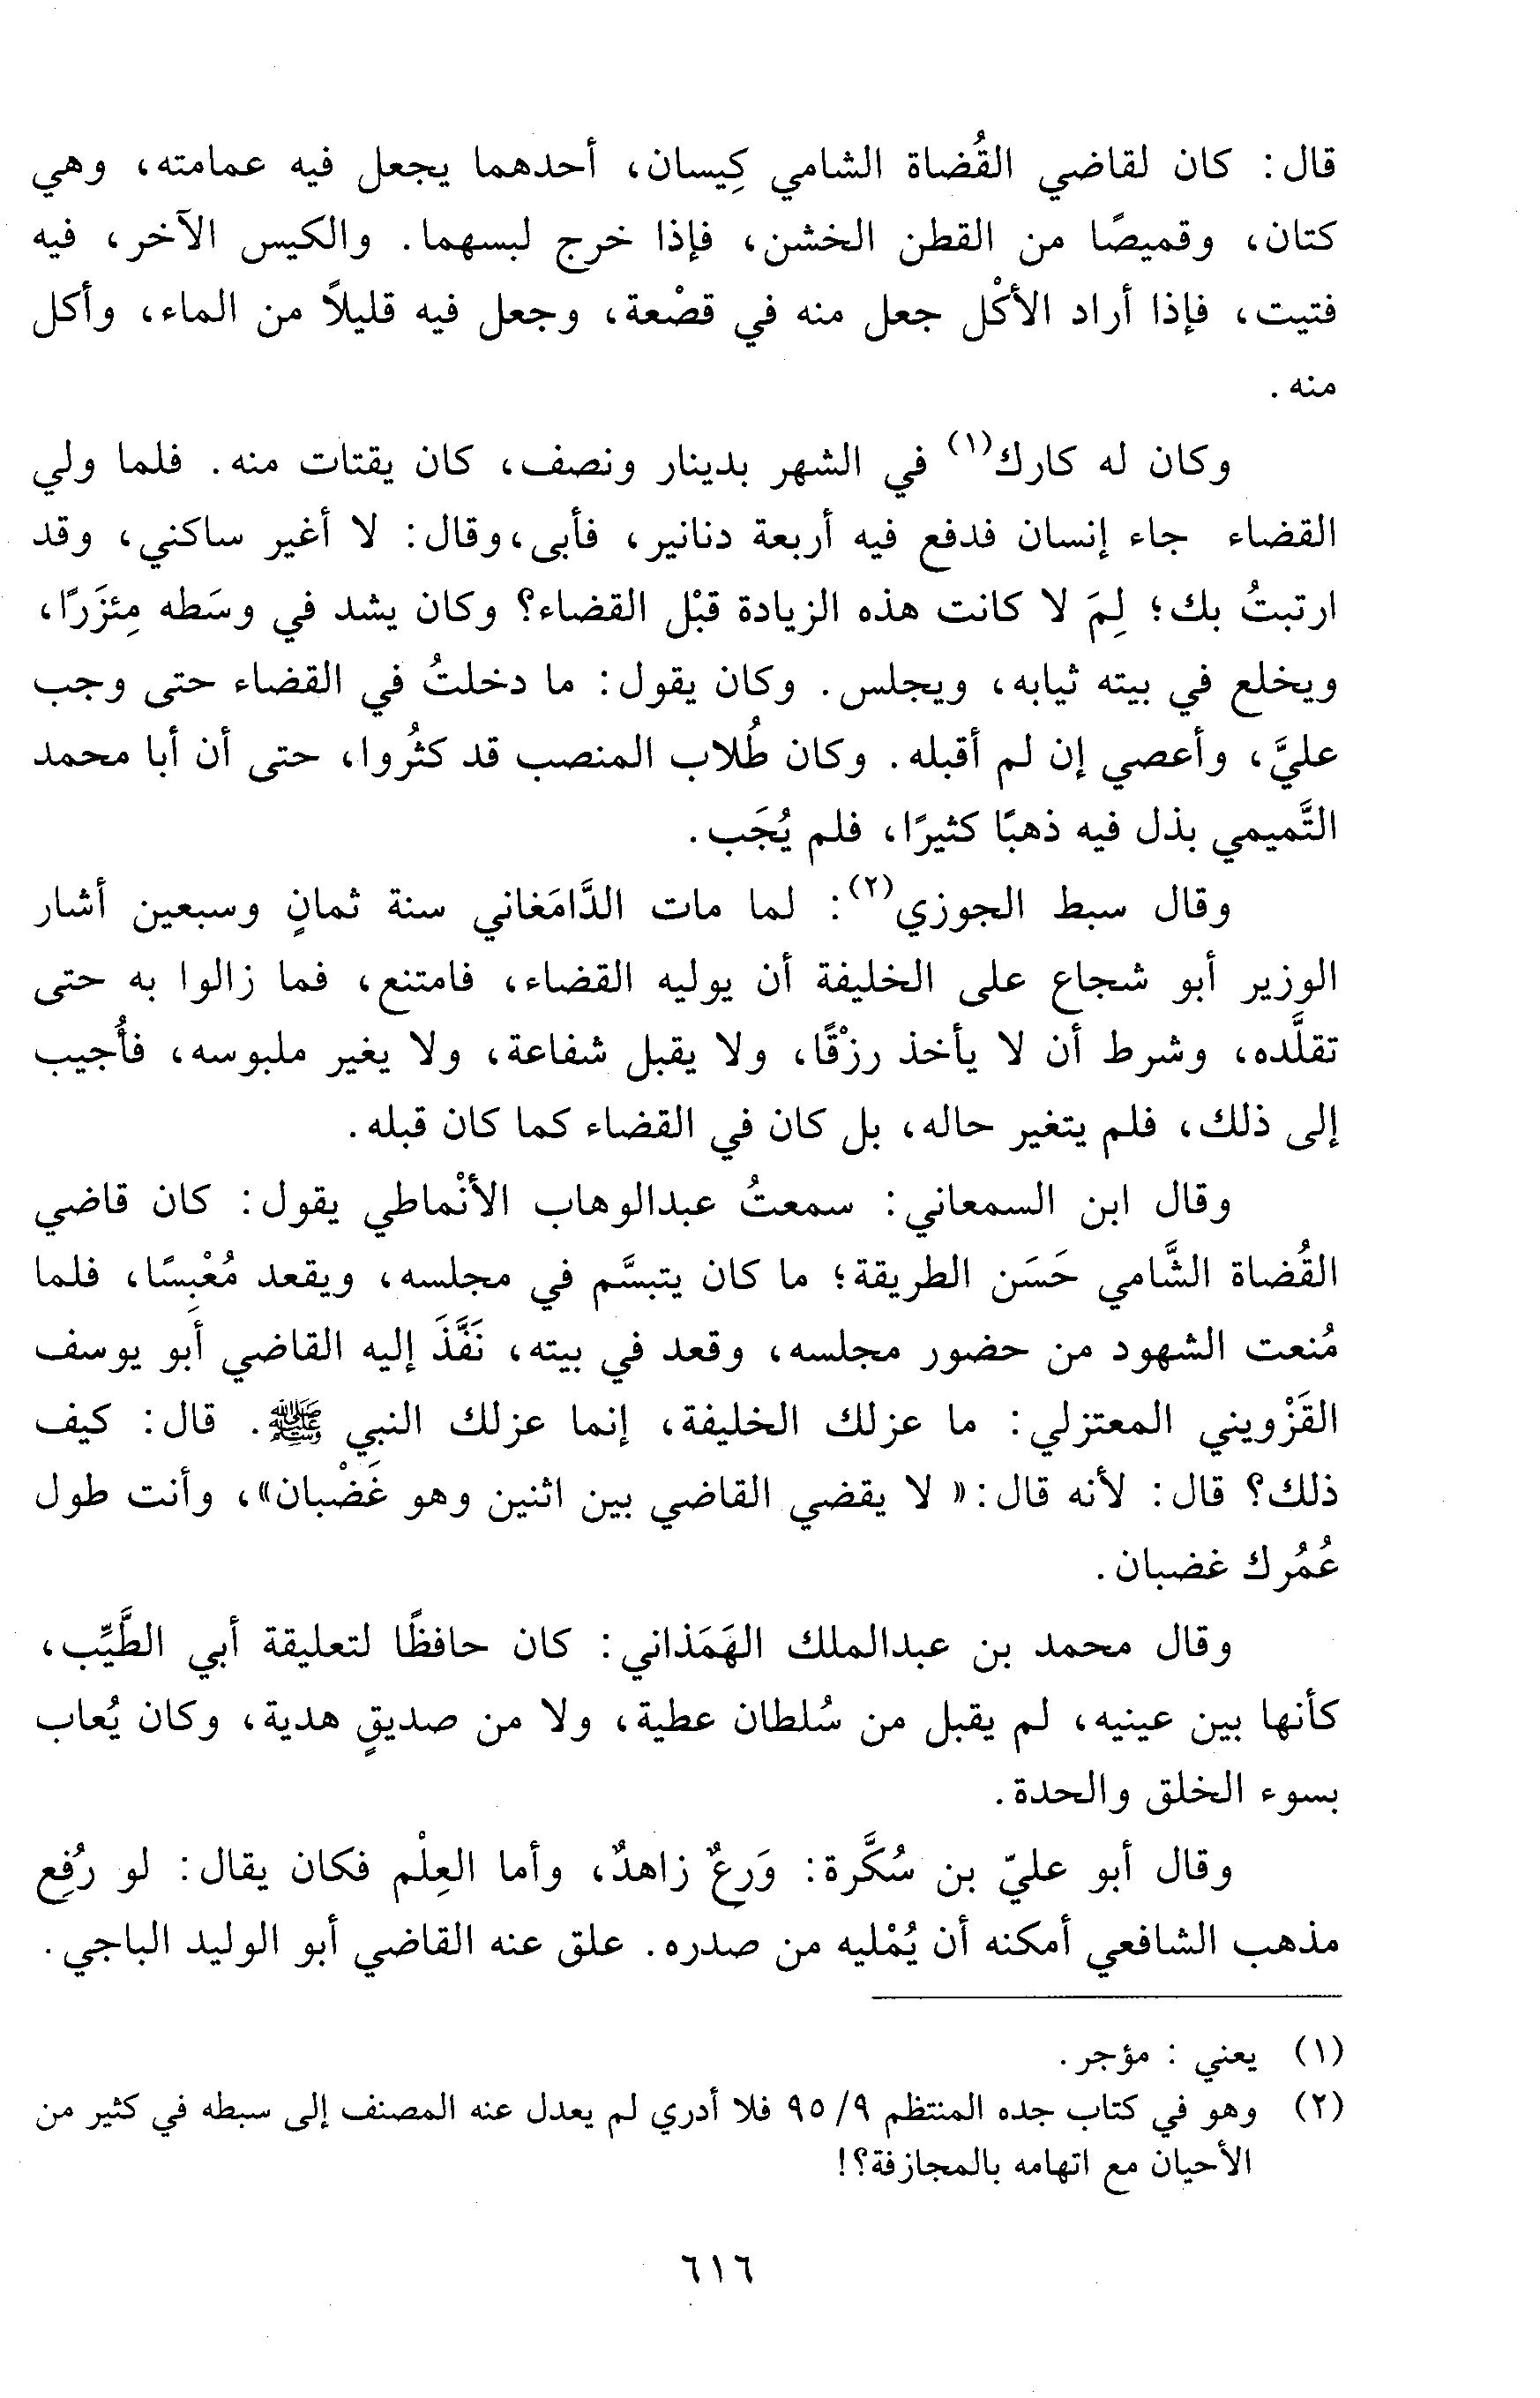 قال: كان لقاضي القُضاة الشامي كِيسان، أحدهما يجعل فيه عمامته، وهي
كتان، وقميصًا من القطن الخشن، فإذا خرج لبسهما. والكيس الآخر، فيه
فتيت، فإذا أراد الأكْل جعل منه في قصْعة، وجعل فيه قليلاً من الماء، وأكل
منه.
وكان له كارك(١) في الشهر بدينار ونصف، كان يقتات منه. فلما ولي
القضاء جاء إنسان فدفع فيه أربعة دنانير، فأبى، وقال: لا أغير ساكني، وقد
ارتبتُ بك؛ لِمَ لا كانت هذه الزيادة قبْل القضاء؟ وكان يشد في وسَطه مِئزَرًا،
ويخلع في بيته ثيابه، ويجلس. وكان يقول: ما دخلتُ في القضاء حتى وجب
عليَّ، وأعصي إن لم أقبله. وكان طُلاب المنصب قد كثُروا، حتى أن أبا محمد
التَّميمي بذل فيه ذهبًا كثيرًا، فلم يُجَب.
وقال سبط الجوزي(٢): لما مات الدَّامَغاني سنة ثمانٍ وسبعين أشار
الوزير أبو شجاع على الخليفة أن يوليه القضاء، فامتنع، فما زالوا به حتى
تقلَّده، وشرط أن لا يأخذ رزْقًا، ولا يقبل شفاعة، ولا يغير ملبوسه، فأُجيب
إلى ذلك، فلم يتغير حاله، بل كان في القضاء كما كان قبله.
وقال ابن السمعاني: سمعتُ عبدالوهاب الأنْماطي يقول: كان قاضي
القُضاة الشَّامي حَسَن الطريقة؛ ما كان يتبسَّم في مجلسه، ويقعد مُعْبِسًا، فلما
مُنعت الشهود من حضور مجلسه، وقعد في بيته، نَفَّذَ إليه القاضي أبو يوسف
القَزْويني المعتزلي: ما عزلك الخليفة، إنما عزلك النبي ﷺ. قال: كيف
ذلك؟ قال: لأنه قال: « لا يقضي القاضي بين اثنين وهو غَضْبان»، وأنت طول
عُمُرك غضبان.
وقال محمد بن عبدالملك الهَمَذاني: كان حافظًا لتعليقة أبي الطَّيِّب،
كأنها بين عينيه، لم يقبل من سُلطان عطية، ولا من صديقٍ هدية، وكان يُعاب
بسوء الخلق والحدة.
وقال أبو عليّ بن سُكَّرة: وَرِعٌ زاهدٌ، وأما العِلْم فكان يقال: لو رُفِع
مذهب الشافعي أمكنه أن يُمْليه من صدره. علق عنه القاضي أبو الوليد الباجي.
(١) يعني : مؤجر.
(٢) وهو في كتاب جده المنتظم ٩/ ٩٥ فلا أدري لم يعدل عنه المصنف إلى سبطه في كثير من
الأحيان مع اتهامه بالمجازفة؟!
٦١٦